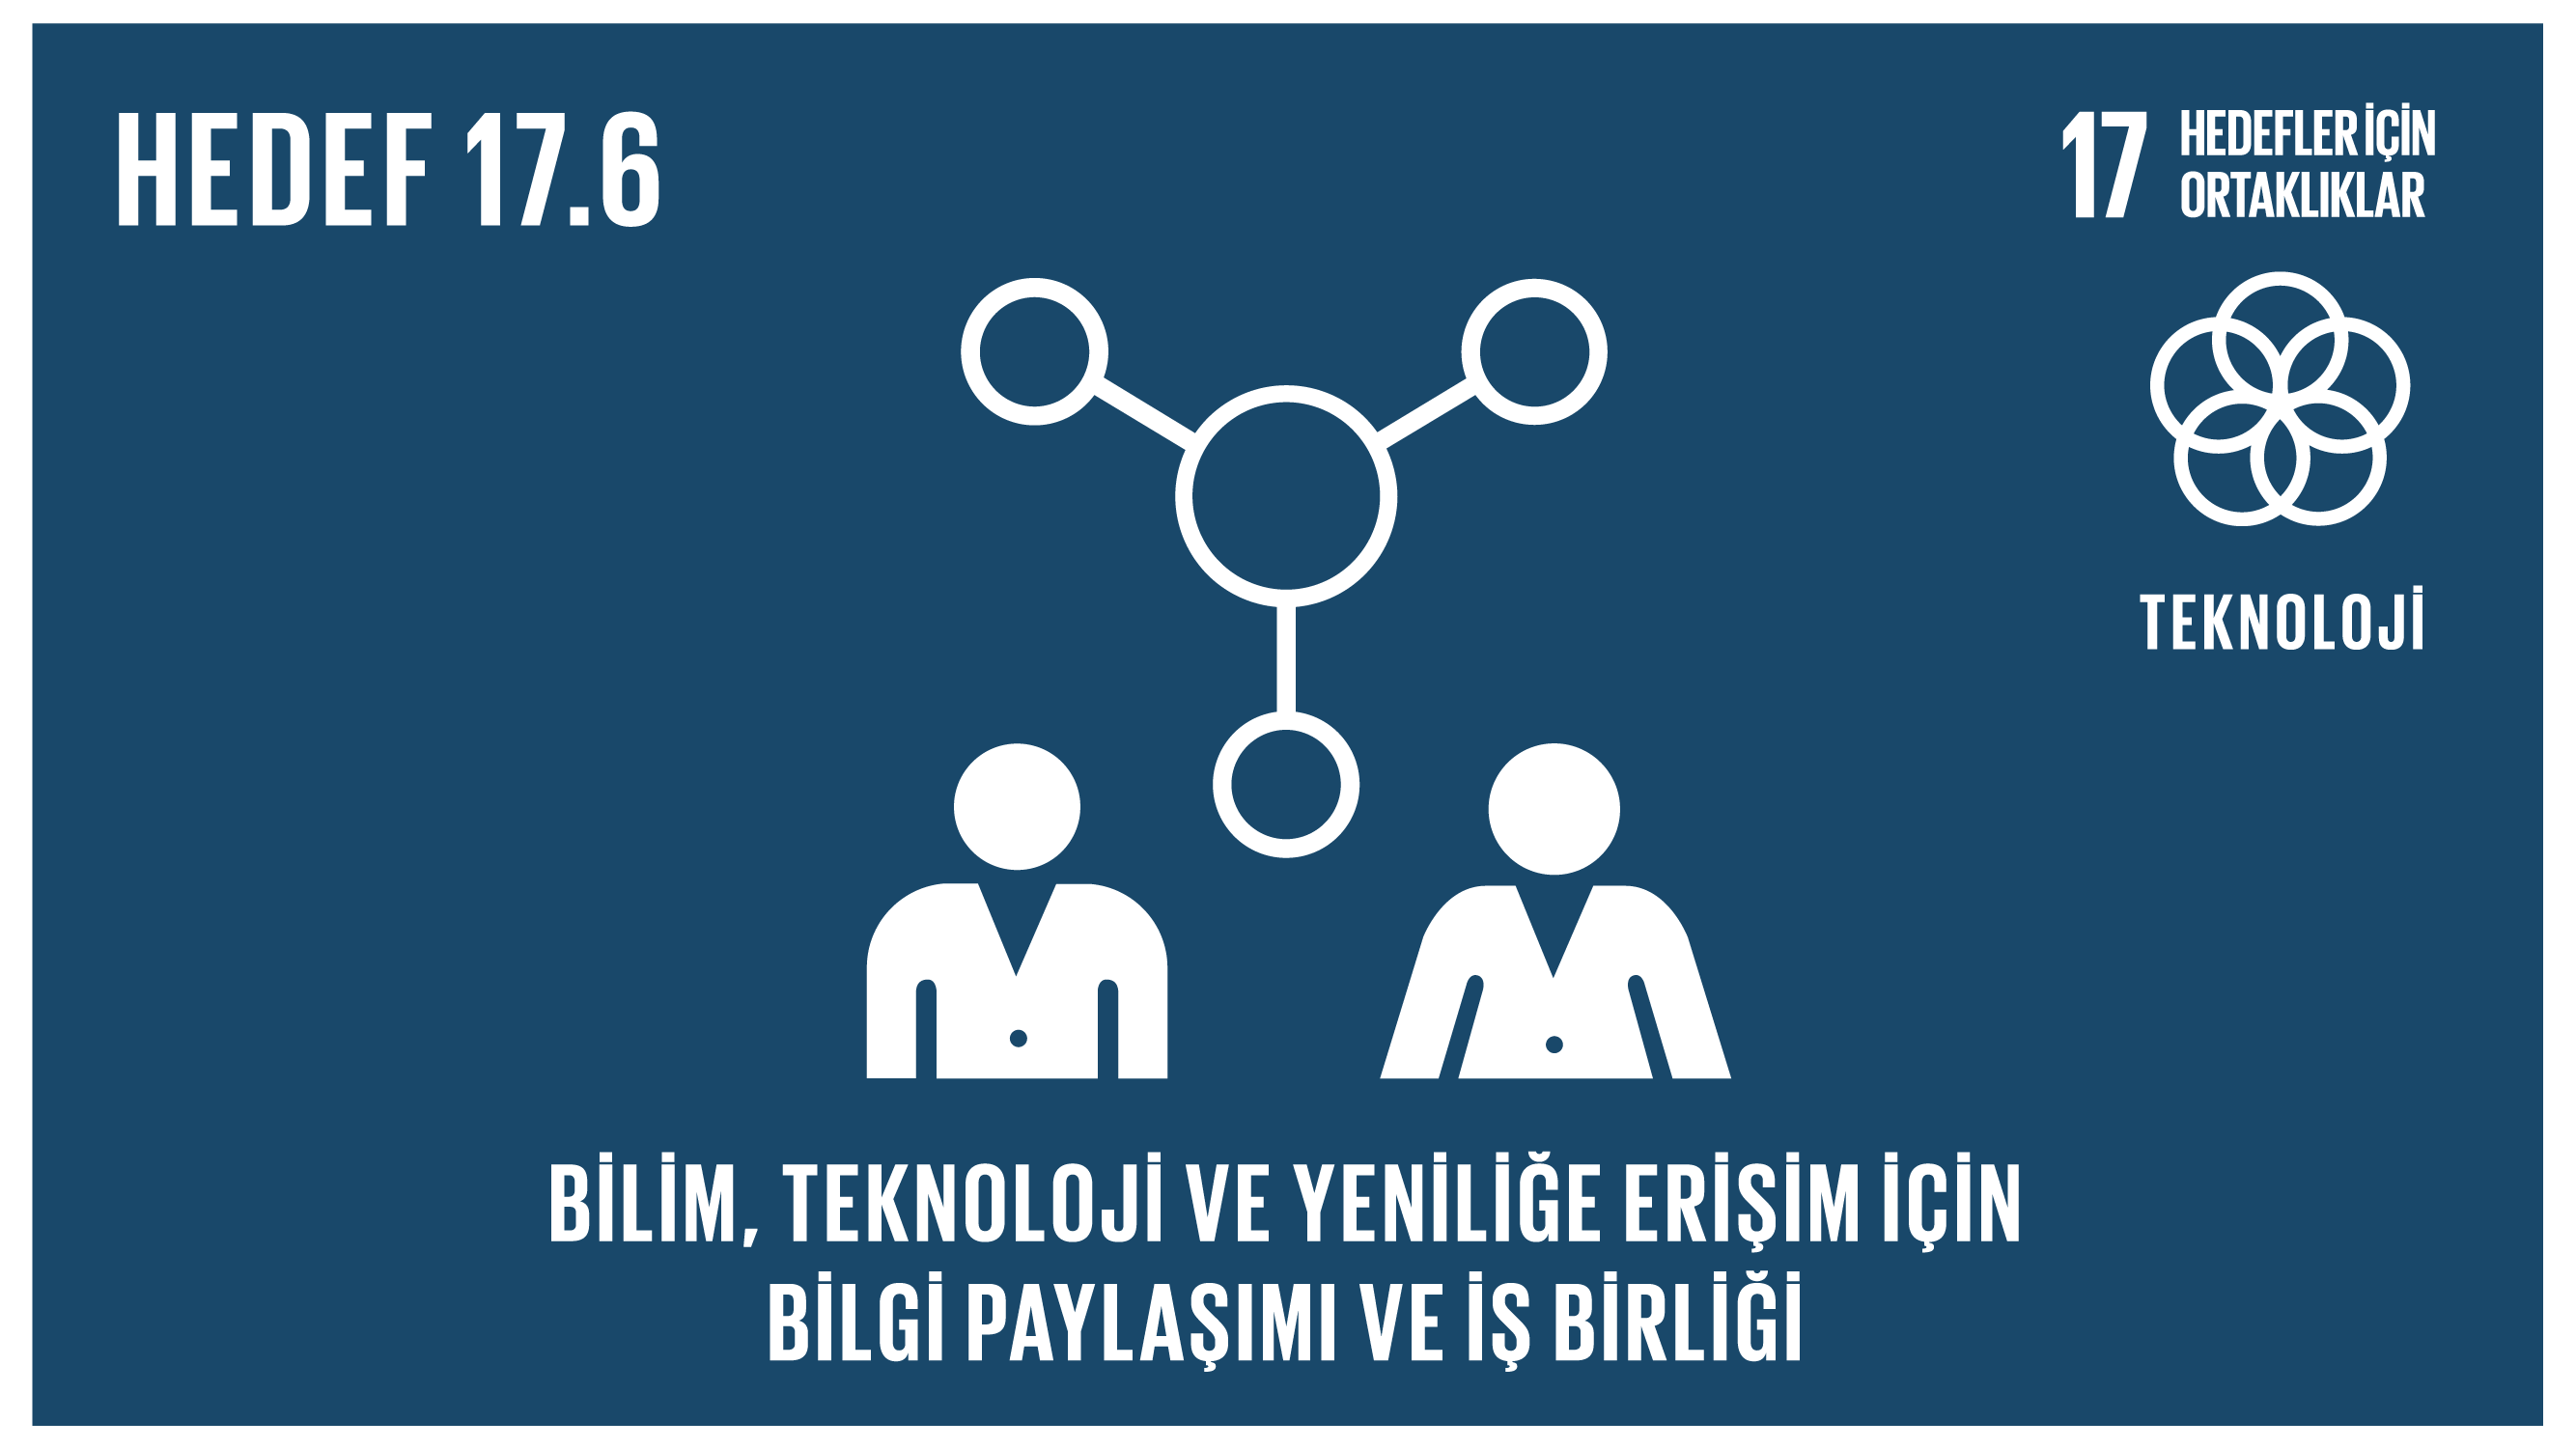 HEDEF 17.6
17 HEDEFLER İÇİN
ORTAKLIKLAR
TEKNOLOJİ
BİLİM, TEKNOLOJİ VE YENİLİĞE ERİŞİM İÇİN
BİLGİ PAYLAŞIMI VE İŞ BİRLİĞİ